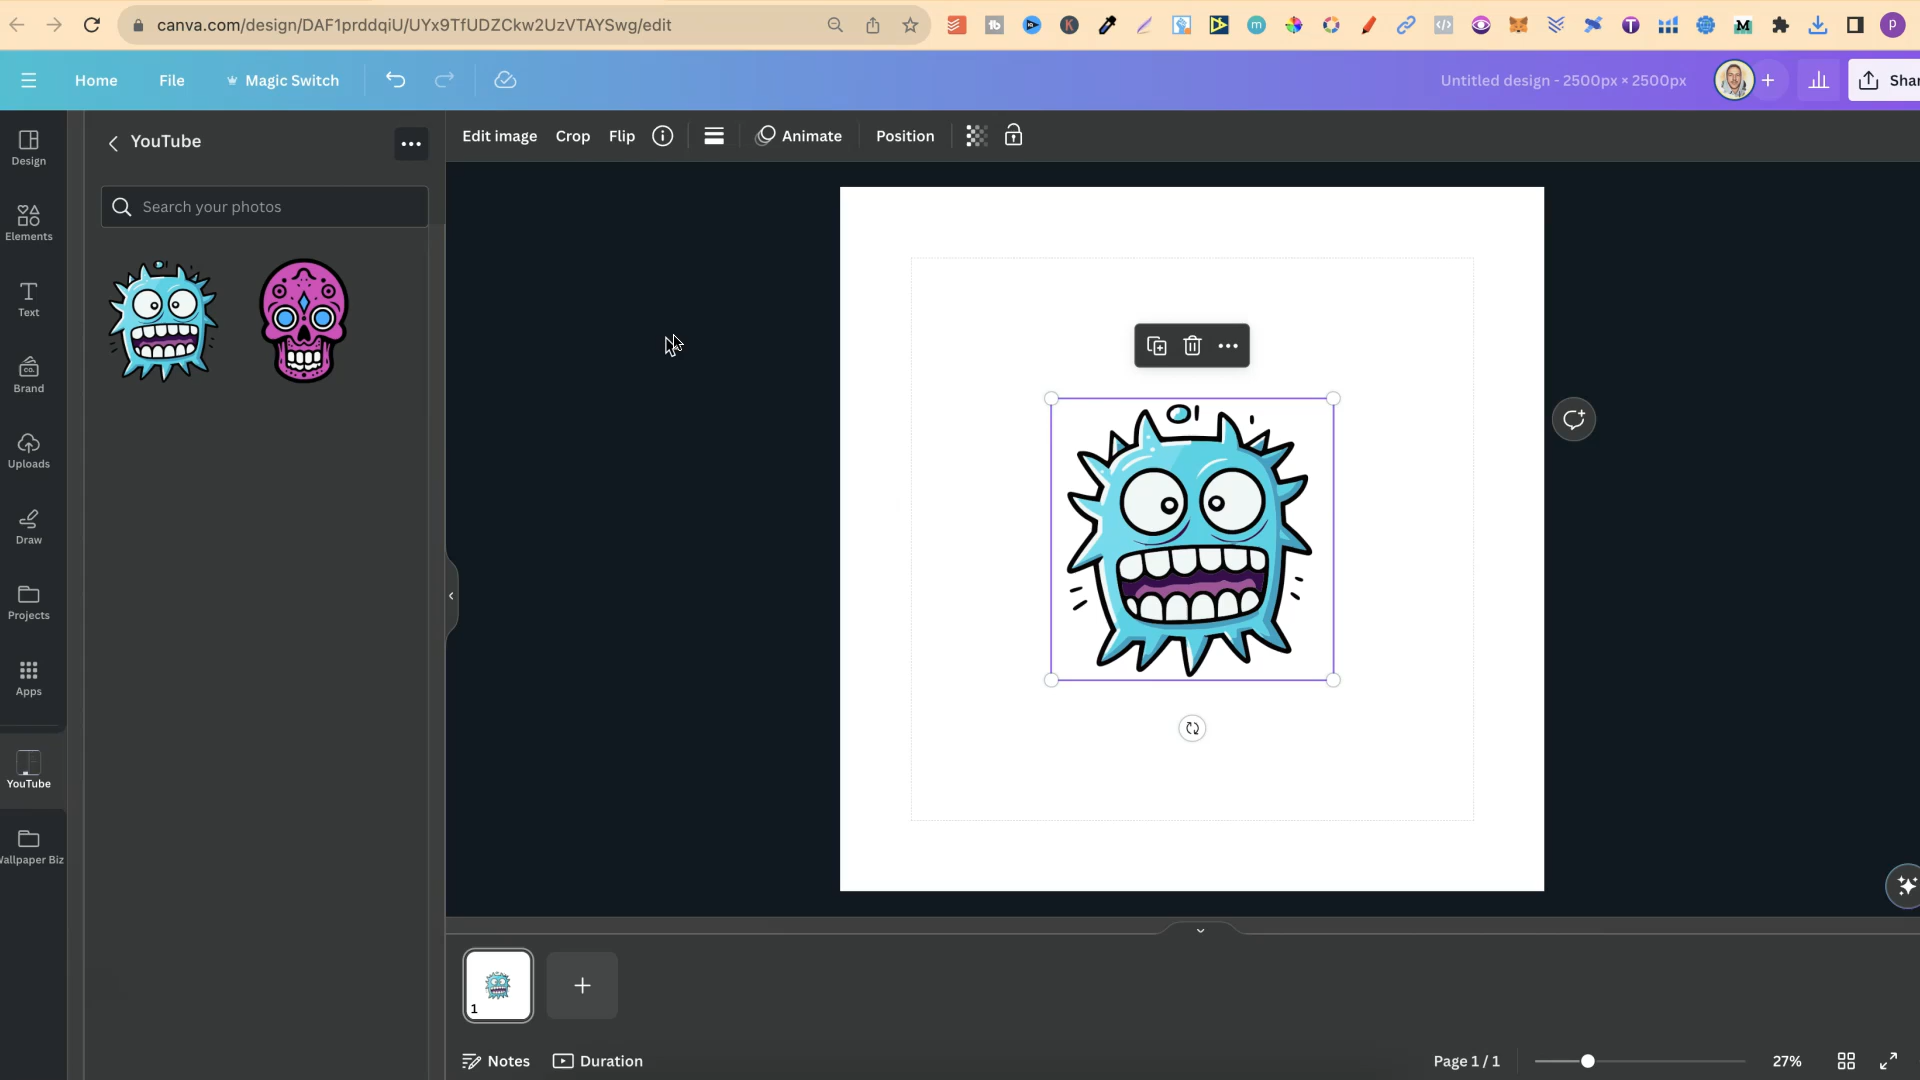 canva.com/design/DAF1prddqiU/UYx9TfUDZCkw2UzVTAYSwg/edit
Home File Magic Switch
Untitled design - 2500px × 2500px
Shar
Design
Elements
Text
Brand
Uploads
Draw
Projects
Apps
YouTube
Wallpaper Biz
YouTube
Search your photos
Edit image Crop Flip Animate Position
1
Notes Duration
Page 1 / 1
27%